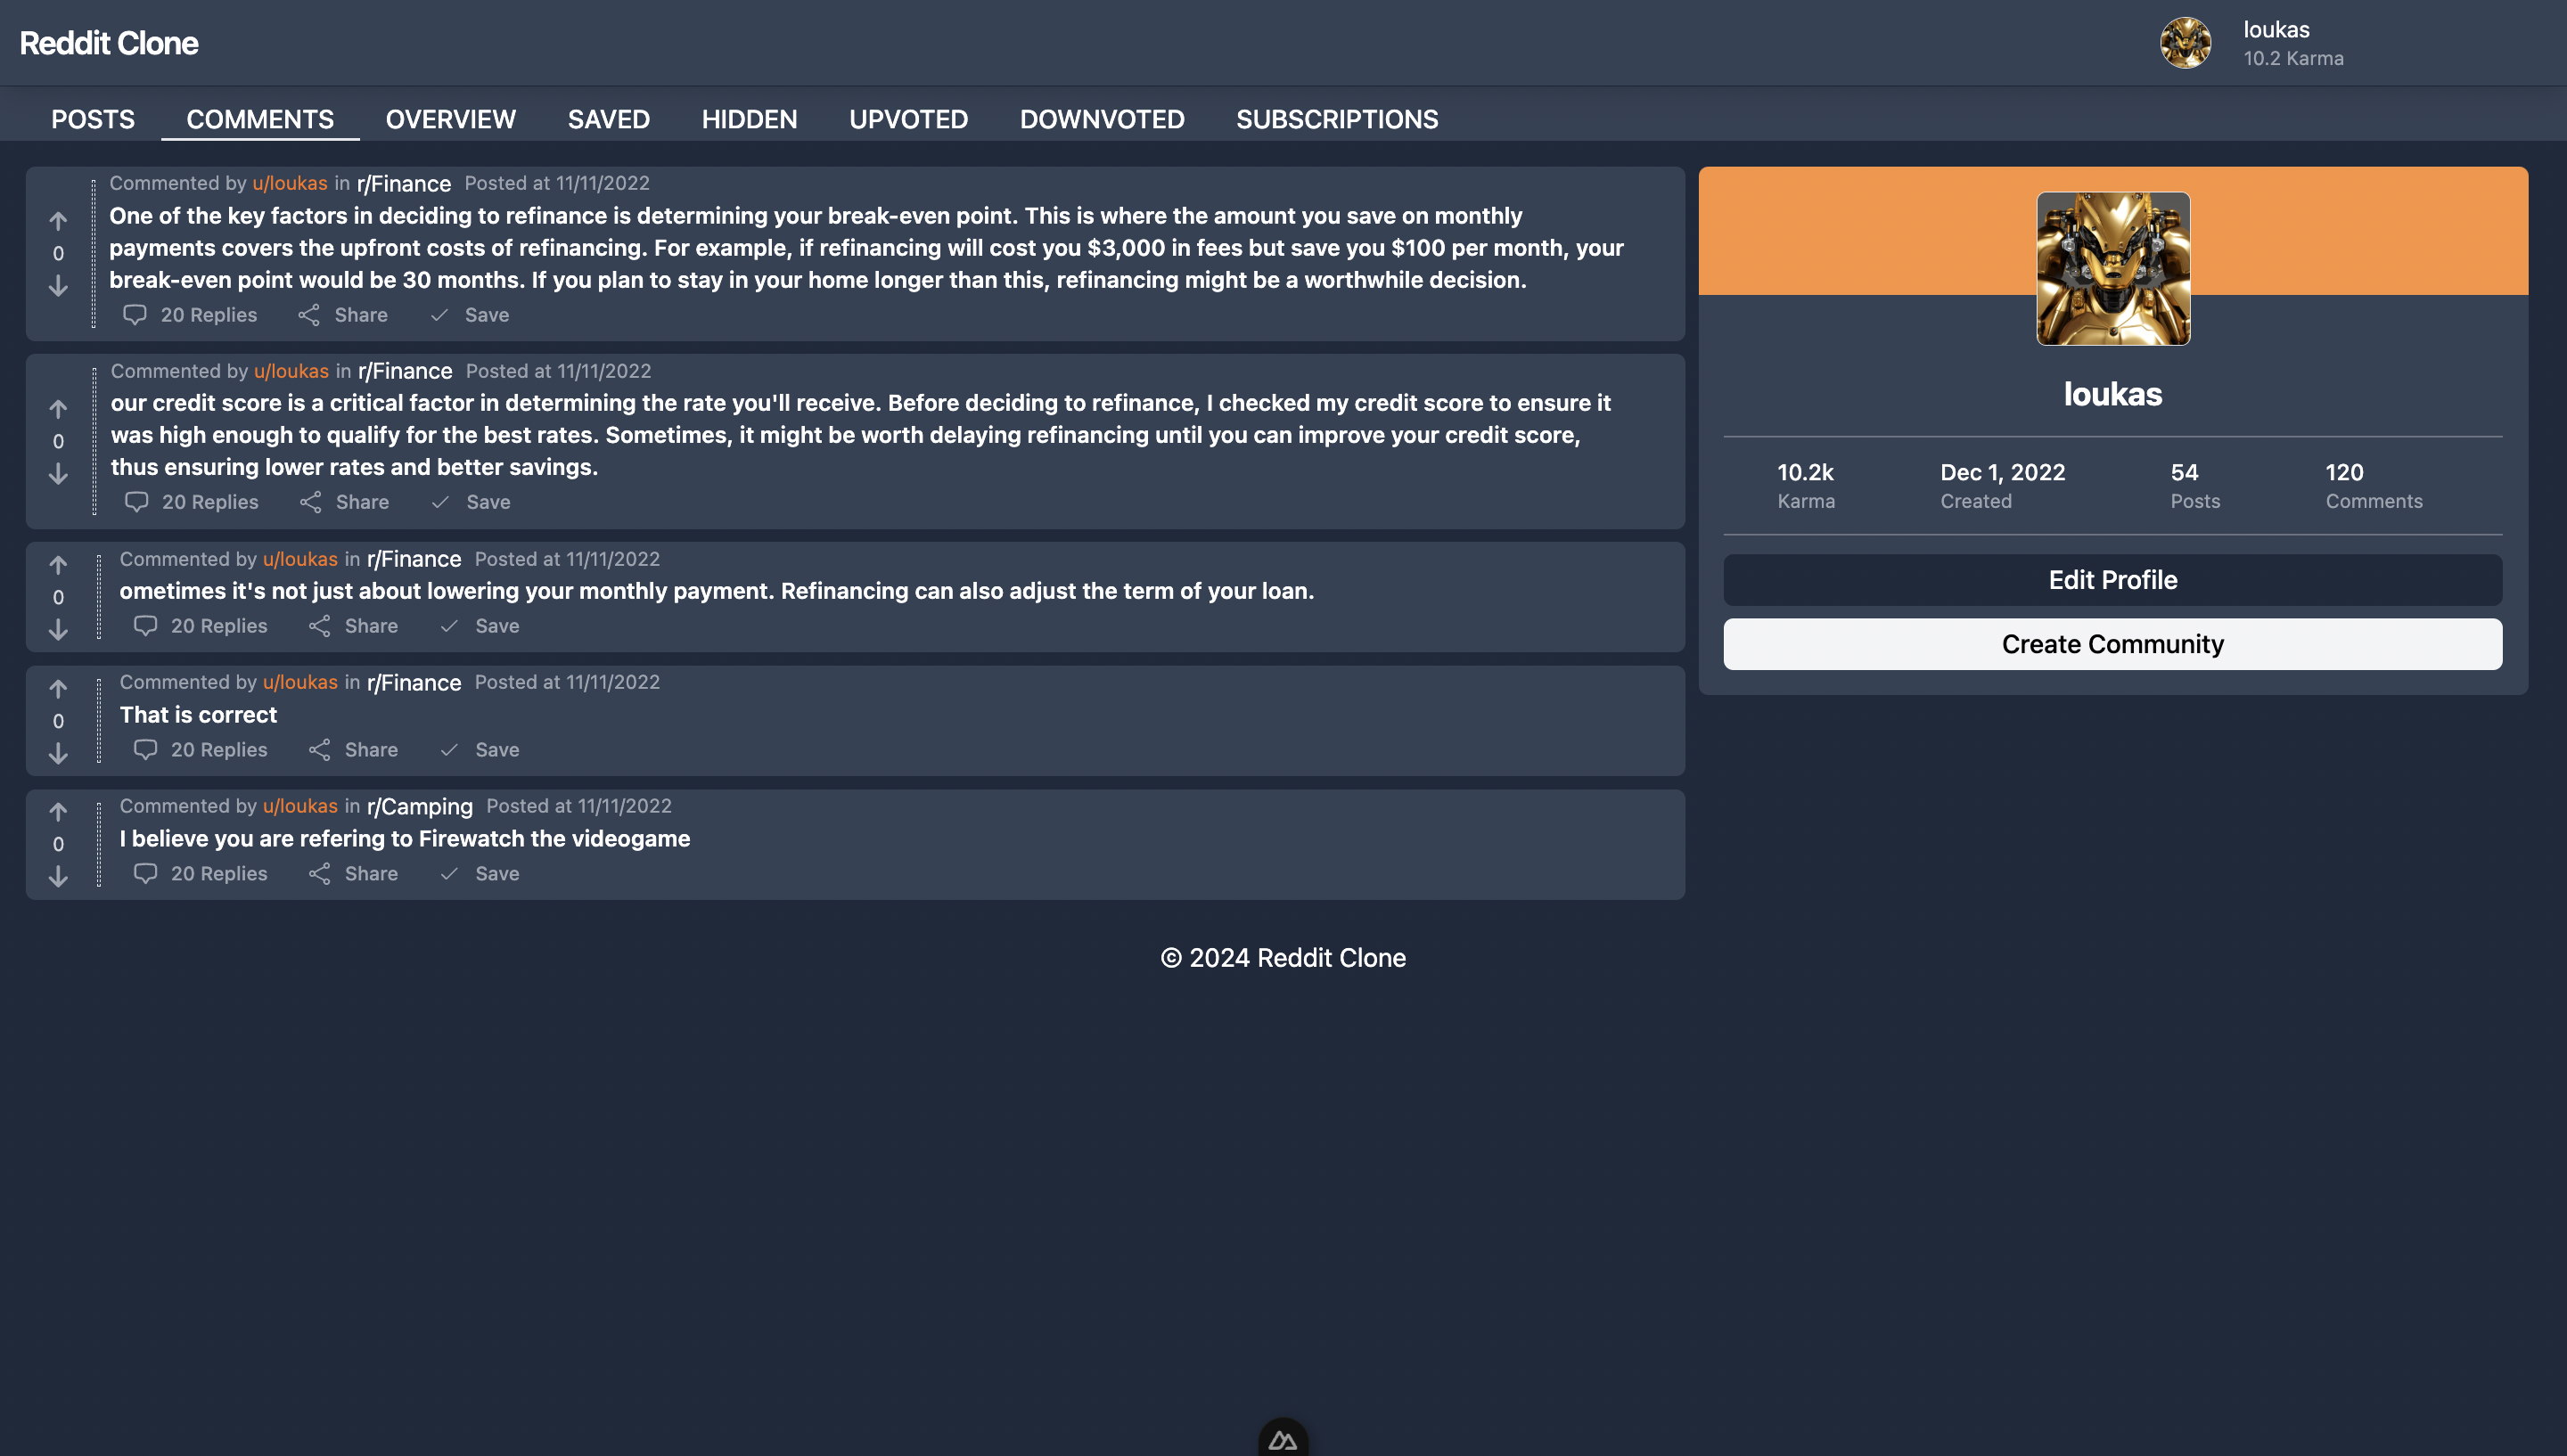 Reddit Clone
loukas
10.2 Karma
POSTS COMMENTS OVERVIEW SAVED HIDDEN UPVOTED DOWNVOTED SUBSCRIPTIONS
Commented by u/loukas in r/Finance Posted at 11/11/2022
One of the key factors in deciding to refinance is determining your break-even point. This is where the amount you save on monthly
payments covers the upfront costs of refinancing. For example, if refinancing will cost you $3,000 in fees but save you $100 per month, your
break-even point would be 30 months. If you plan to stay in your home longer than this, refinancing might be a worthwhile decision.
0
20 Replies Share Save
Commented by u/loukas in r/Finance Posted at 11/11/2022
our credit score is a critical factor in determining the rate you'll receive. Before deciding to refinance, I checked my credit score to ensure it
was high enough to qualify for the best rates. Sometimes, it might be worth delaying refinancing until you can improve your credit score,
thus ensuring lower rates and better savings.
0
20 Replies Share Save
Commented by u/loukas in r/Finance Posted at 11/11/2022
ometimes it's not just about lowering your monthly payment. Refinancing can also adjust the term of your loan.
0
20 Replies Share Save
Commented by u/loukas in r/Finance Posted at 11/11/2022
That is correct
0
20 Replies Share Save
Commented by u/loukas in r/Camping Posted at 11/11/2022
I believe you are refering to Firewatch the videogame
0
20 Replies Share Save
loukas
10.2k Dec 1, 2022 54 120
Karma Created Posts Comments
Edit Profile
Create Community
© 2024 Reddit Clone